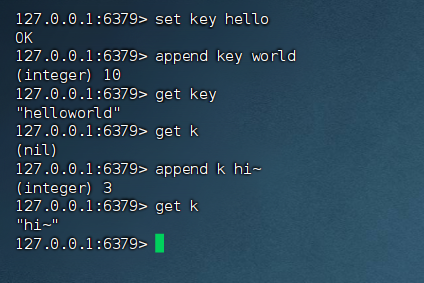 127.0.0.1:6379> set key hello
OK
127.0.0.1:6379> append key world
(integer) 10
127.0.0.1:6379> get key
"helloworld"
127.0.0.1:6379> get k
(nil)
127.0.0.1:6379> append k hi~
(integer) 3
127.0.0.1:6379> get k
"hi~"
127.0.0.1:6379>